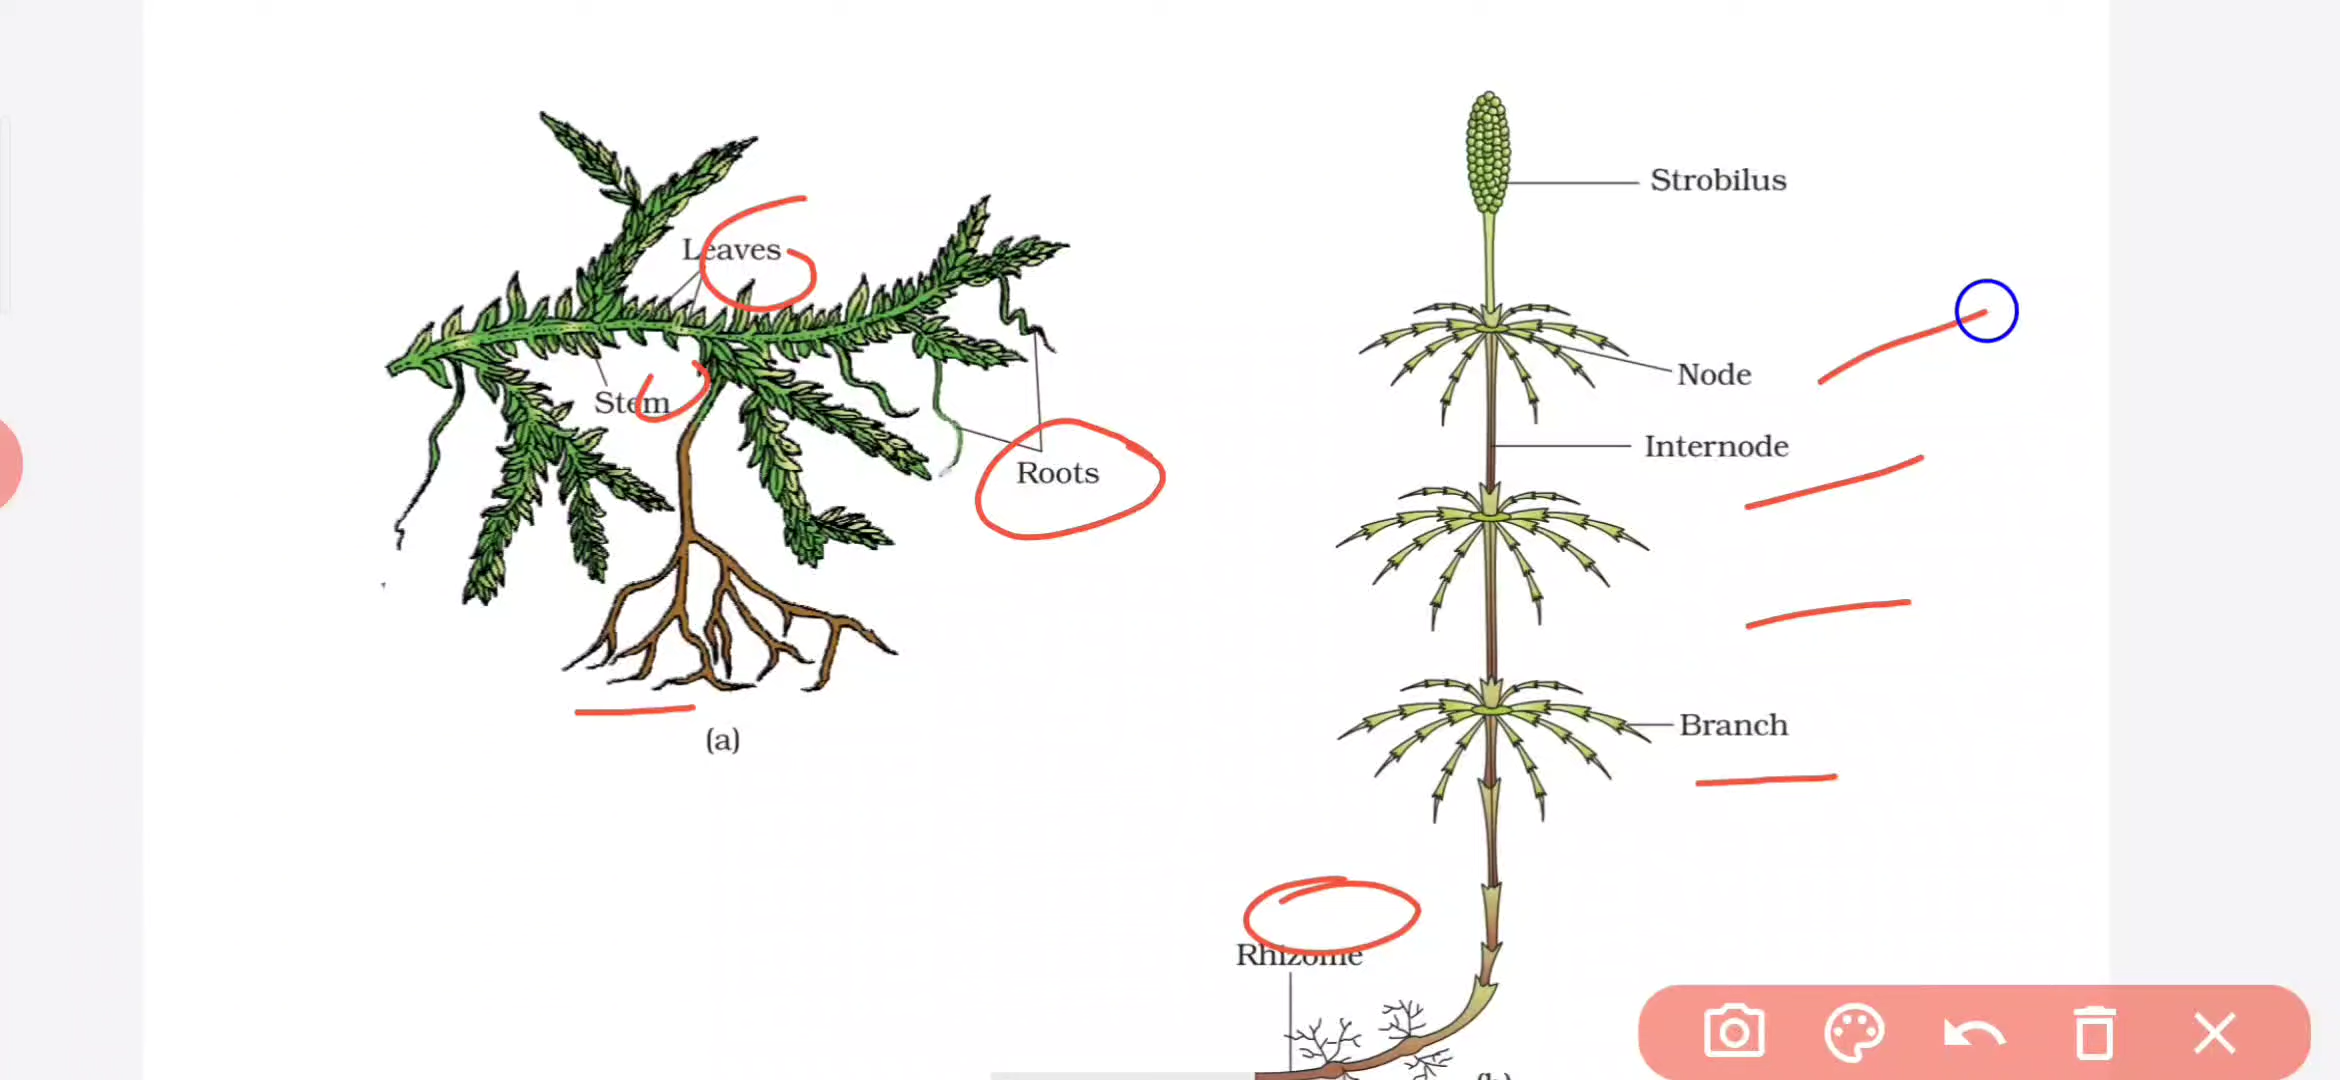 Leaves
Stem
Roots
(a)
Strobilus
Node
Internode
Branch
Rhizome
(b)